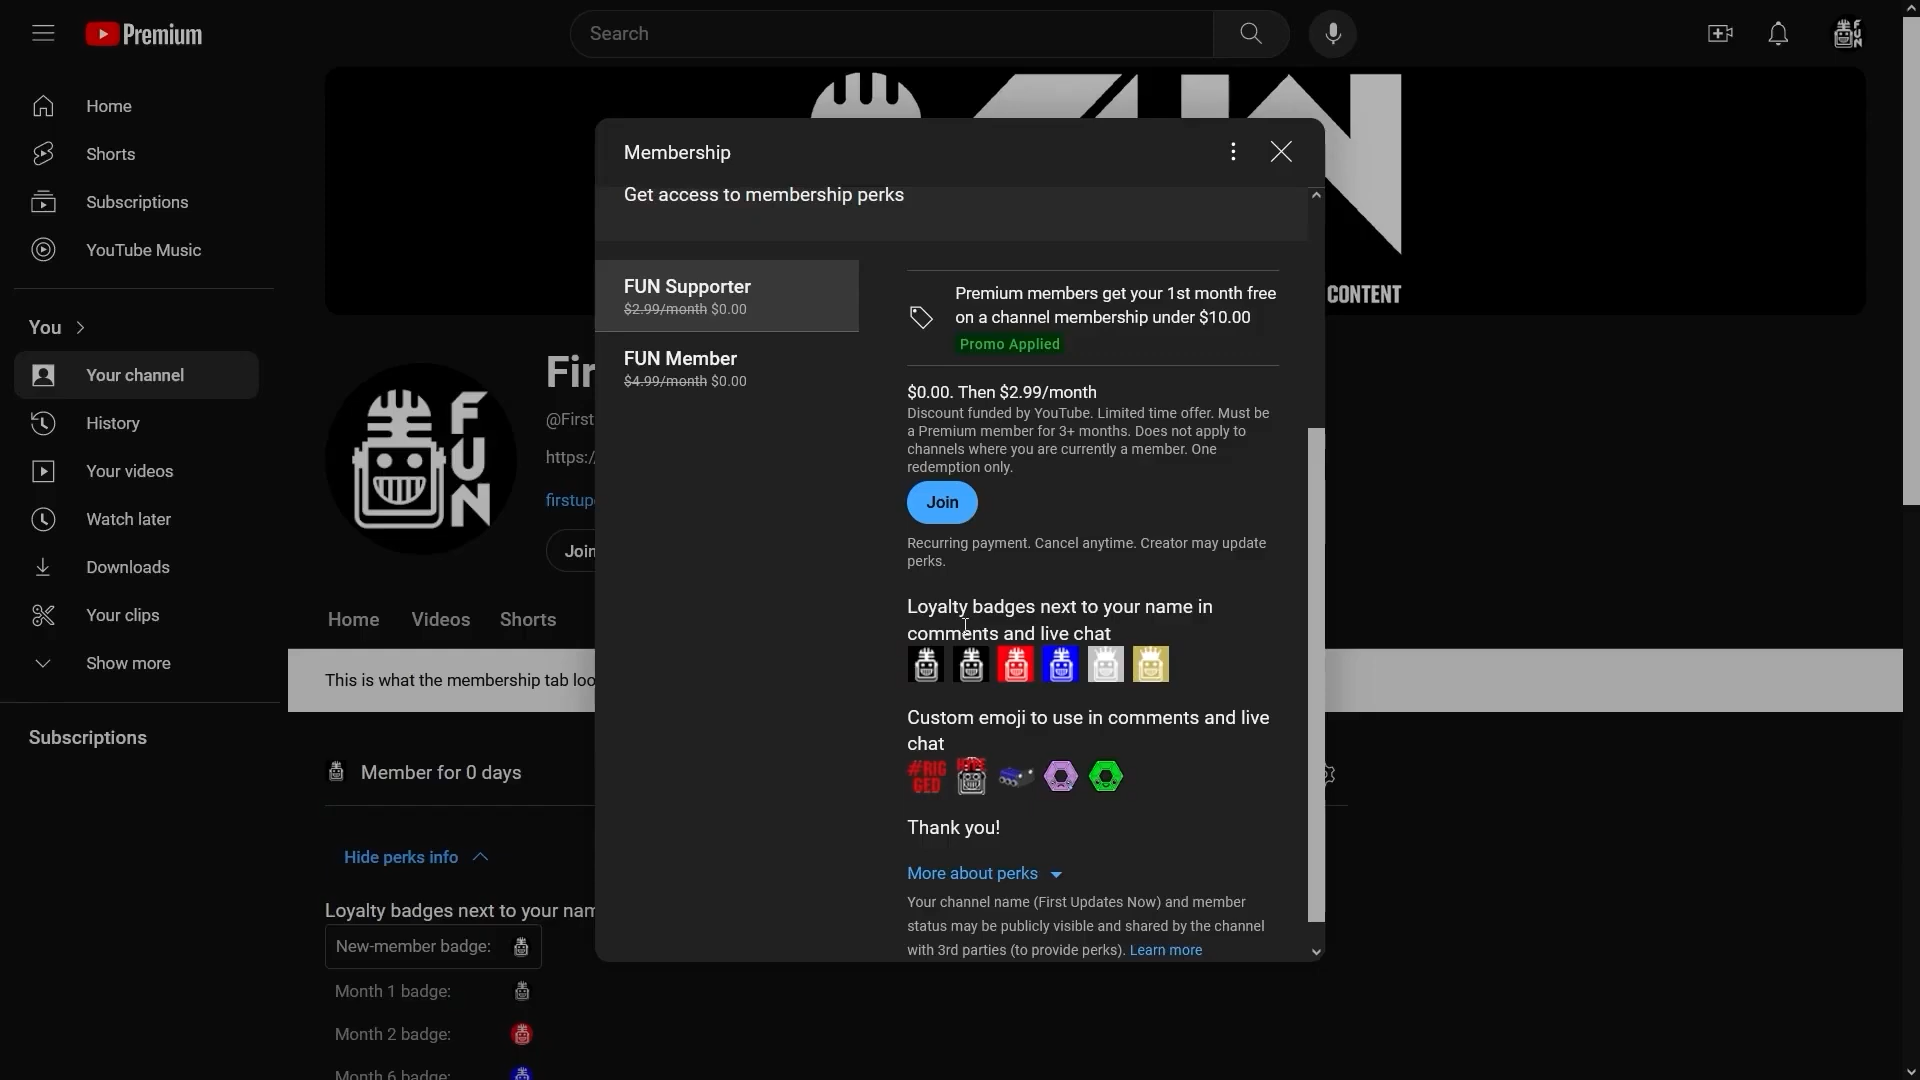 Premium
Search
FUN
Home
Shorts
Subscriptions
YouTube Music
You
Your channel
History
Your videos
Watch later
Downloads
Your clips
Show more
Subscriptions
CONTENT
FUN
@First
https:/
Join
Home
Videos
Shorts
This is what the membership tab loo
Member for 0 days
Hide perks info
Loyalty badges next to your nam
New-member badge:
Month 1 badge:
Month 2 badge:
Month 6 badge:
Membership
Get access to membership perks
FUN Supporter
$2.99/month $0.00
FUN Member
$4.99/month $0.00
Premium members get your 1st month free
on a channel membership under $10.00
Promo Applied
$0.00. Then $2.99/month
Discount funded by YouTube. Limited time offer. Must be
a Premium member for 3+ months. Does not apply to
channels where you are currently a member. One
redemption only.
Join
Recurring payment. Cancel anytime. Creator may update
perks.
Loyalty badges next to your name in
comments and live chat
Custom emoji to use in comments and live
chat
#RIG
GED
HYPE
Thank you!
More about perks
Your channel name (First Updates Now) and member
status may be publicly visible and shared by the channel
with 3rd parties (to provide perks). Learn more